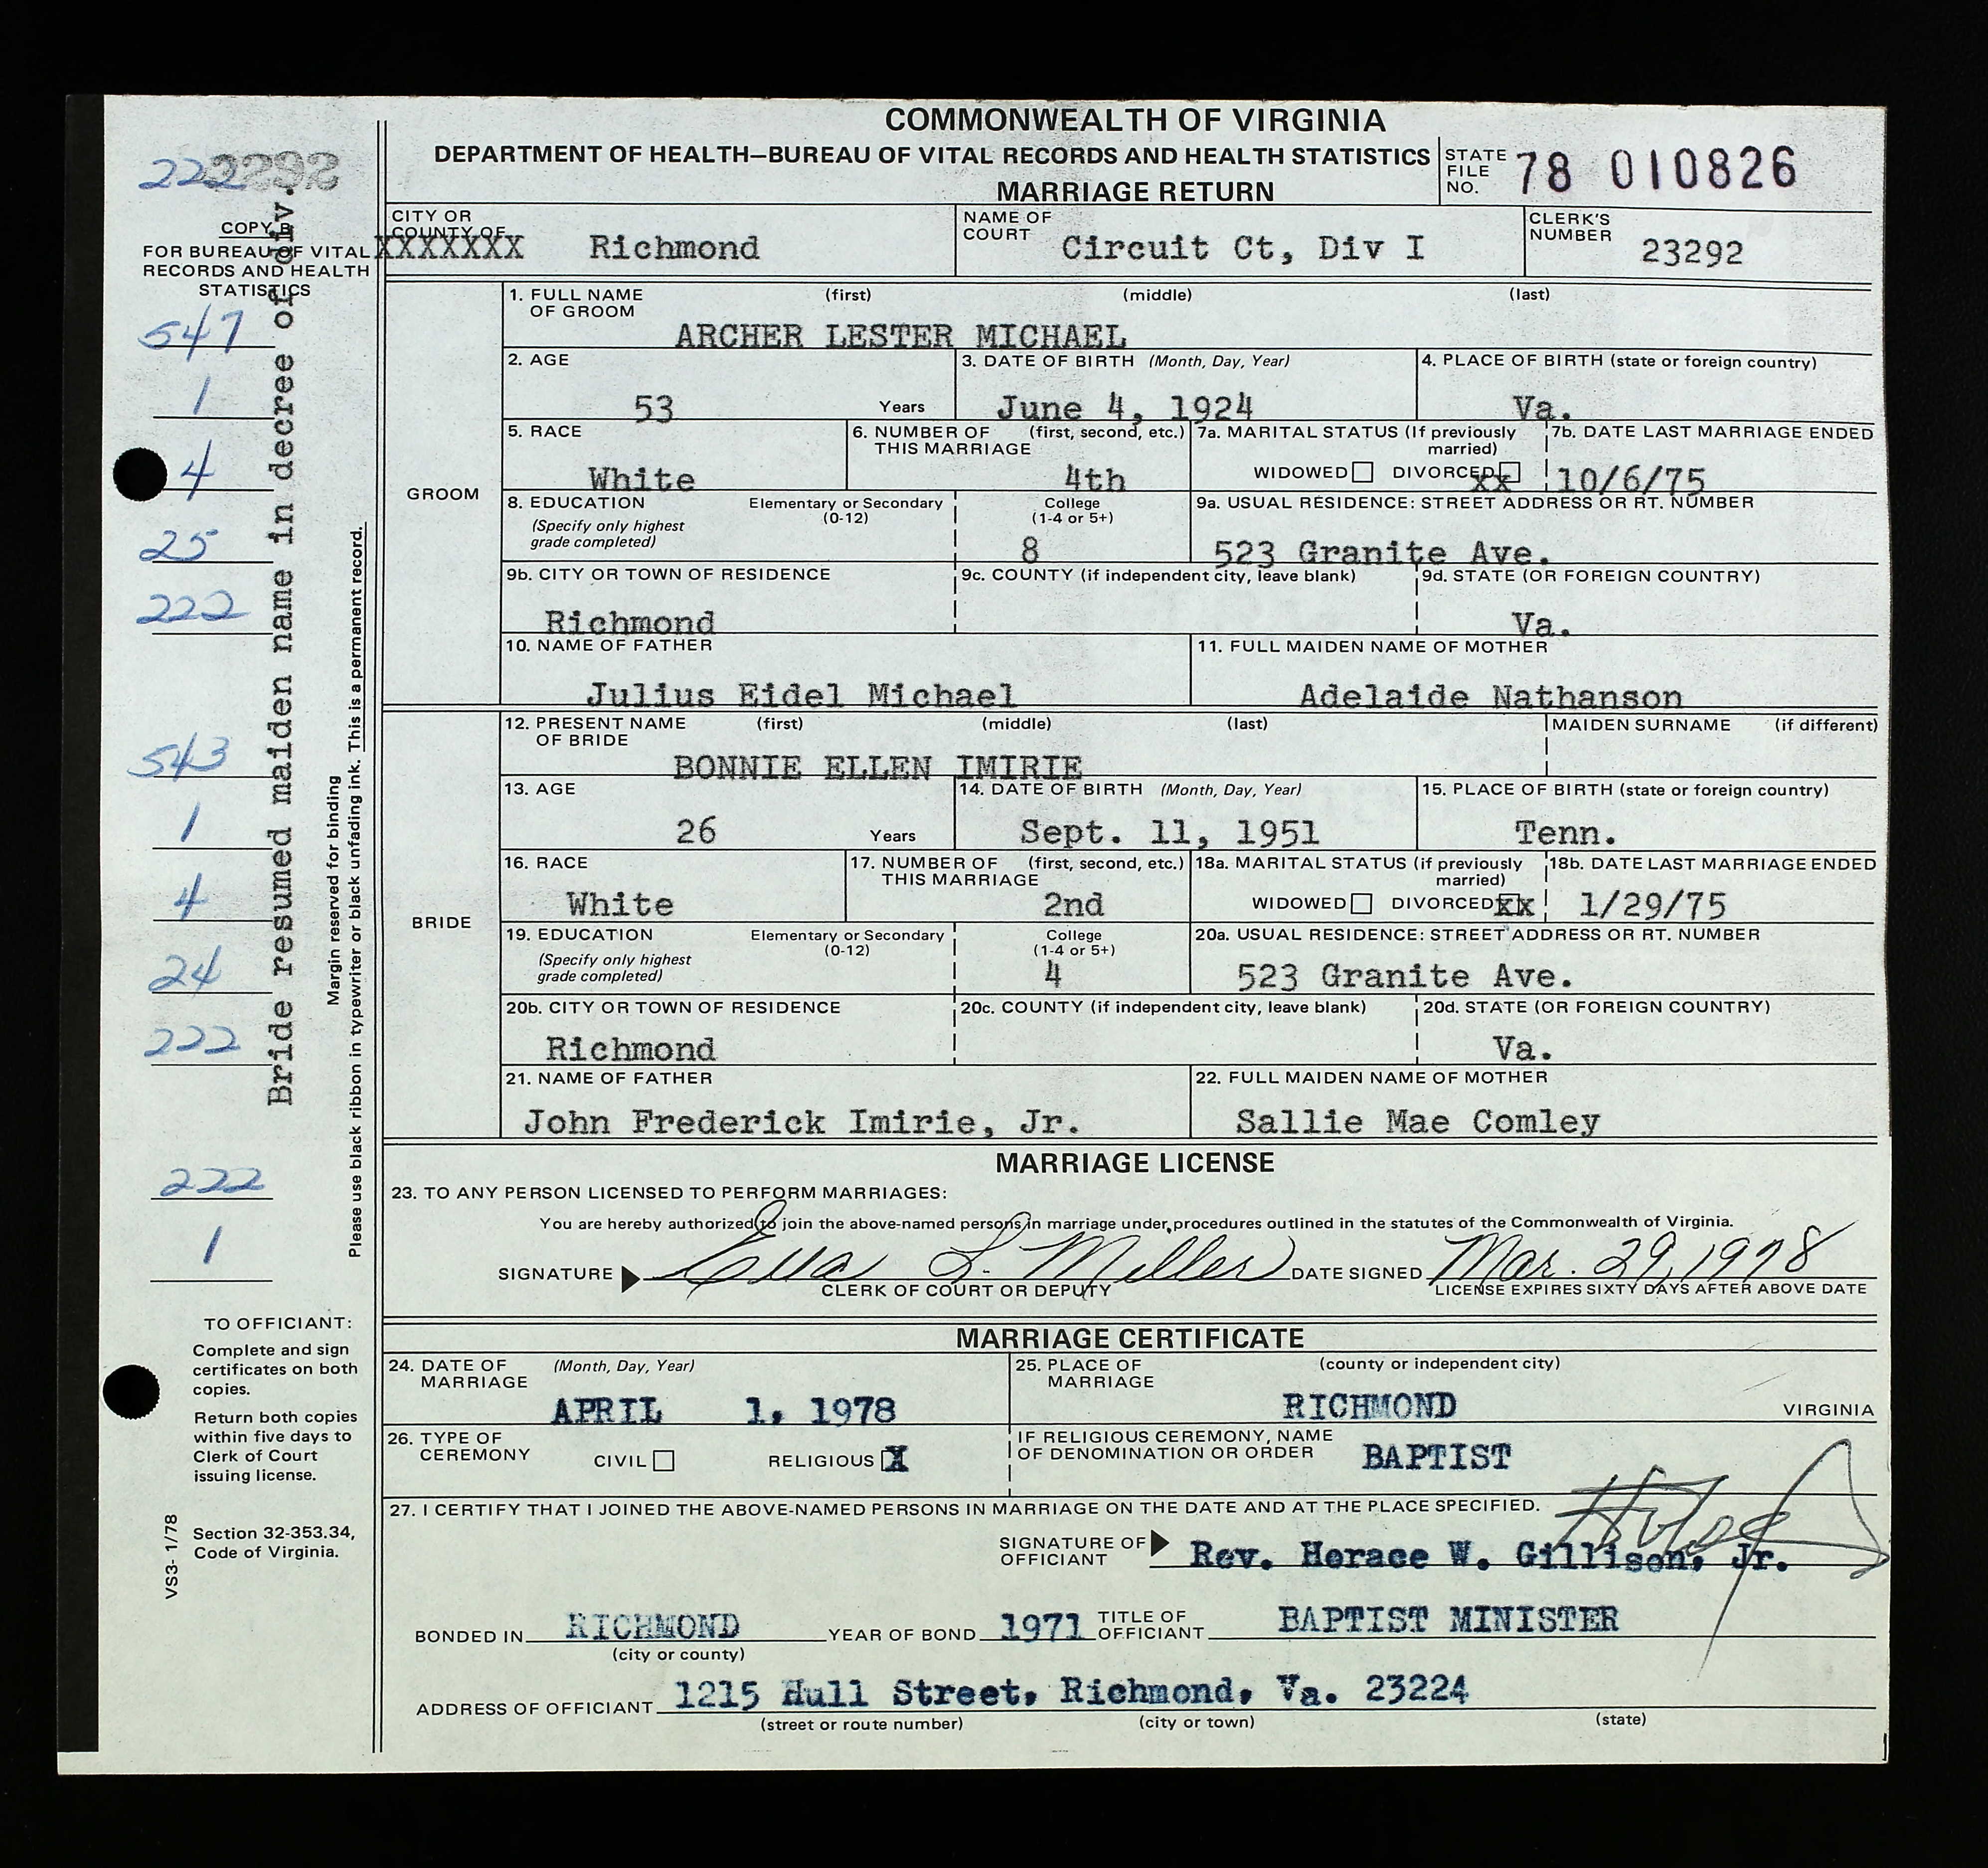 COMMONWEALTH OF VIRGINIA
DEPARTMENT OF HEALTH—BUREAU OF VITAL RECORDS AND HEALTH STATISTICS
MARRIAGE RETURN
STATE FILE NO. 78 010826
222
CITY OR COUNTY OF XXXXXXX Richmond
NAME OF COURT Circuit Ct, Div I
CLERK'S NUMBER 23292
COPY B
FOR BUREAU OF VITAL
RECORDS AND HEALTH
STATISTICS
547
1
4
25
222
543
1
4
24
222
222
1
Bride resumed maiden name in decree of div.
Margin reserved for binding
Please use black ribbon in typewriter or black unfading ink. This is a permanent record.
GROOM
1. FULL NAME OF GROOM (first) (middle) (last)
ARCHER LESTER MICHAEL
2. AGE 53 Years
3. DATE OF BIRTH (Month, Day, Year) June 4, 1924
4. PLACE OF BIRTH (state or foreign country) Va.
5. RACE White
6. NUMBER OF THIS MARRIAGE (first, second, etc.) 4th
7a. MARITAL STATUS (If previously married) WIDOWED DIVORCED xx
7b. DATE LAST MARRIAGE ENDED 10/6/75
8. EDUCATION (Specify only highest grade completed) Elementary or Secondary (0-12) College (1-4 or 5+) 8
9a. USUAL RESIDENCE: STREET ADDRESS OR RT. NUMBER 523 Granite Ave.
9b. CITY OR TOWN OF RESIDENCE Richmond
9c. COUNTY (if independent city, leave blank)
9d. STATE (OR FOREIGN COUNTRY) Va.
10. NAME OF FATHER Julius Eidel Michael
11. FULL MAIDEN NAME OF MOTHER Adelaide Nathanson
BRIDE
12. PRESENT NAME OF BRIDE (first) (middle) (last) MAIDEN SURNAME (if different)
BONNIE ELLEN IMIRIE
13. AGE 26 Years
14. DATE OF BIRTH (Month, Day, Year) Sept. 11, 1951
15. PLACE OF BIRTH (state or foreign country) Tenn.
16. RACE White
17. NUMBER OF THIS MARRIAGE (first, second, etc.) 2nd
18a. MARITAL STATUS (if previously married) WIDOWED DIVORCED xx
18b. DATE LAST MARRIAGE ENDED 1/29/75
19. EDUCATION (Specify only highest grade completed) Elementary or Secondary (0-12) College (1-4 or 5+) 4
20a. USUAL RESIDENCE: STREET ADDRESS OR RT. NUMBER 523 Granite Ave.
20b. CITY OR TOWN OF RESIDENCE Richmond
20c. COUNTY (if independent city, leave blank)
20d. STATE (OR FOREIGN COUNTRY) Va.
21. NAME OF FATHER John Frederick Imirie, Jr.
22. FULL MAIDEN NAME OF MOTHER Sallie Mae Comley
MARRIAGE LICENSE
23. TO ANY PERSON LICENSED TO PERFORM MARRIAGES:
You are hereby authorized to join the above-named persons in marriage under procedures outlined in the statutes of the Commonwealth of Virginia.
SIGNATURE L. Miller DATE SIGNED Mar. 29, 1978
CLERK OF COURT OR DEPUTY LICENSE EXPIRES SIXTY DAYS AFTER ABOVE DATE
MARRIAGE CERTIFICATE
24. DATE OF MARRIAGE (Month, Day, Year) APRIL 1, 1978
25. PLACE OF MARRIAGE (county or independent city) RICHMOND VIRGINIA
26. TYPE OF CEREMONY CIVIL RELIGIOUS X
IF RELIGIOUS CEREMONY, NAME OF DENOMINATION OR ORDER BAPTIST
27. I CERTIFY THAT I JOINED THE ABOVE-NAMED PERSONS IN MARRIAGE ON THE DATE AND AT THE PLACE SPECIFIED.
SIGNATURE OF OFFICIANT Rev. Horace W. Gillison, Jr.
BONDED IN RICHMOND YEAR OF BOND 1971 TITLE OF OFFICIANT BAPTIST MINISTER
(city or county)
ADDRESS OF OFFICIANT 1215 Hull Street, Richmond, Va. 23224
(street or route number) (city or town) (state)
TO OFFICIANT:
Complete and sign
certificates on both
copies.
Return both copies
within five days to
Clerk of Court
issuing license.
Section 32-353.34,
Code of Virginia.
VS3- 1/78